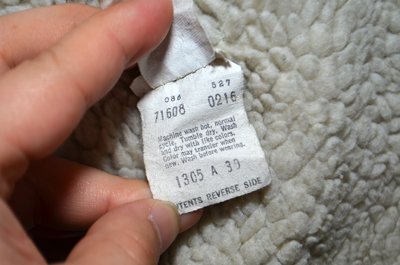 086 527
71608 0216
Machine wash hot, normal
cycle. Tumble dry. Wash
and dry with like colors.
Color may transfer when
new. Wash before wearing.
1305 A 30
TENTS REVERSE SIDE